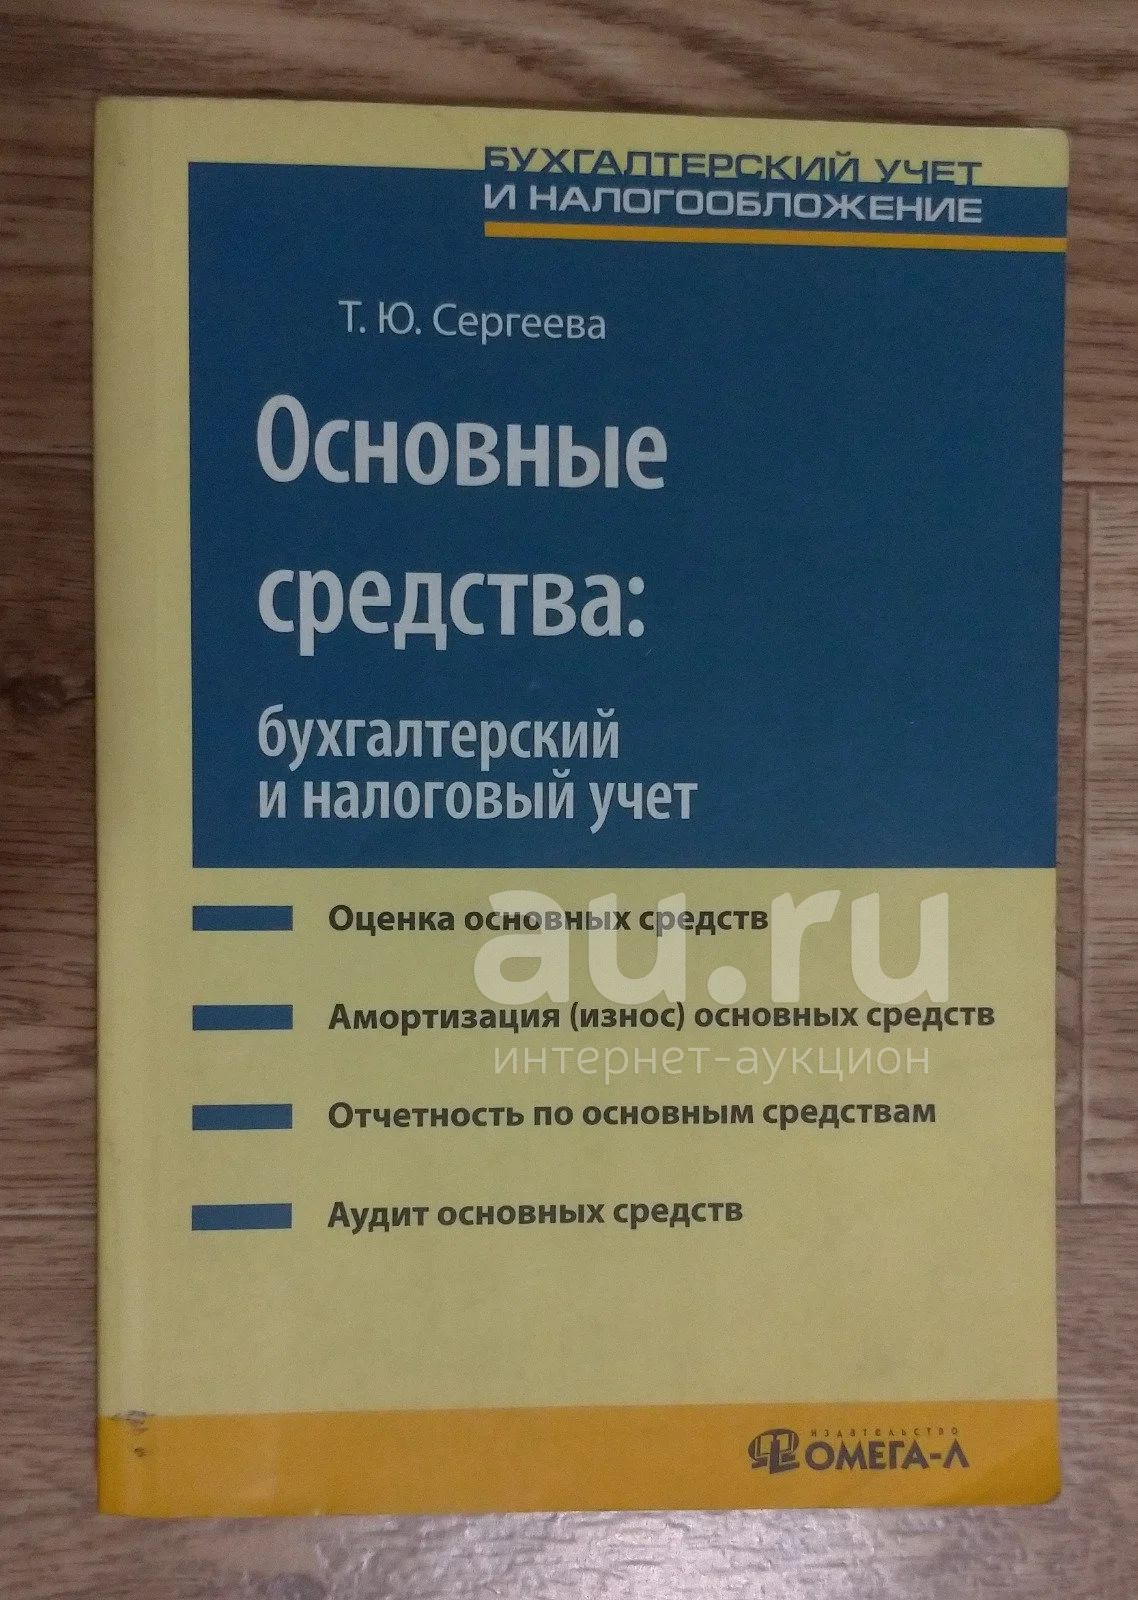 БУХГАЛТЕРСКИЙ УЧЕТ
И НАЛОГООБЛОЖЕНИЕ
Т. Ю. Сергеева
Основные
средства:
бухгалтерский
и налоговый учет
Оценка основных средств
au.ru
Амортизация (износ) основных средств
интернет-аукцион
Отчетность по основным средствам
Аудит основных средств
издательство
ОМЕГА-Л